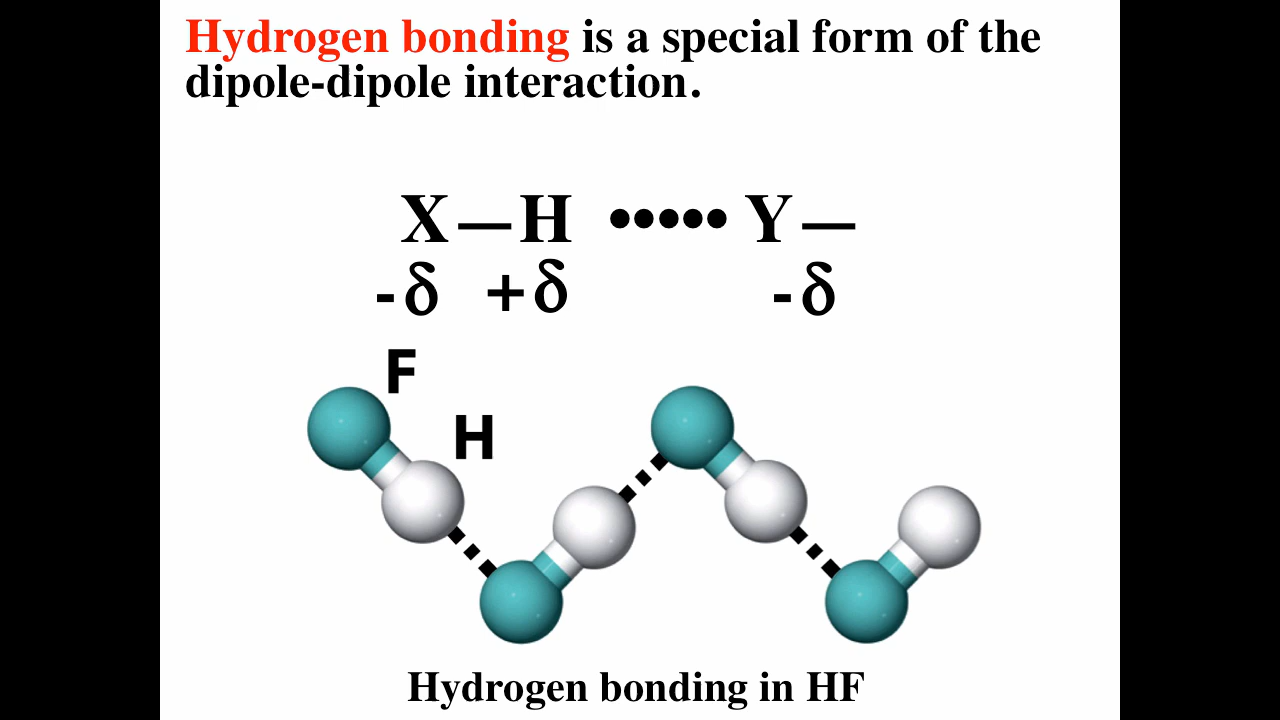 Hydrogen bonding is a special form of the
dipole-dipole interaction.
X—H •••••Y—
-δ +δ -δ
F
H
Hydrogen bonding in HF